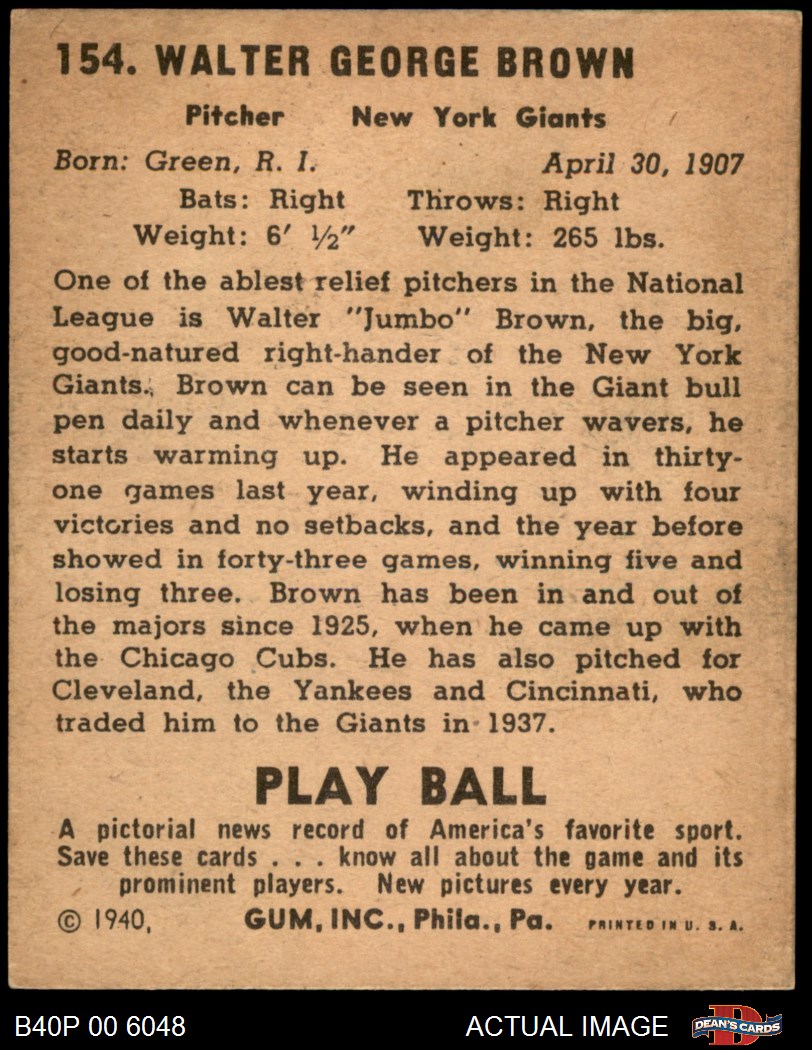 154. WALTER GEORGE BROWN
Pitcher New York Giants
Born: Green, R. I. April 30, 1907
Bats: Right Throws: Right
Weight: 6' ½" Weight: 265 lbs.
One of the ablest relief pitchers in the National
League is Walter "Jumbo" Brown, the big,
good-natured right-hander of the New York
Giants. Brown can be seen in the Giant bull
pen daily and whenever a pitcher wavers, he
starts warming up. He appeared in thirty-
one games last year, winding up with four
victories and no setbacks, and the year before
showed in forty-three games, winning five and
losing three. Brown has been in and out of
the majors since 1925, when he came up with
the Chicago Cubs. He has also pitched for
Cleveland, the Yankees and Cincinnati, who
traded him to the Giants in 1937.
PLAY BALL
A pictorial news record of America's favorite sport.
Save these cards . . . know all about the game and its
prominent players. New pictures every year.
© 1940, GUM, INC., Phila., Pa. PRINTED IN U. S. A.
B40P 00 6048 ACTUAL IMAGE D DEAN'S CARDS